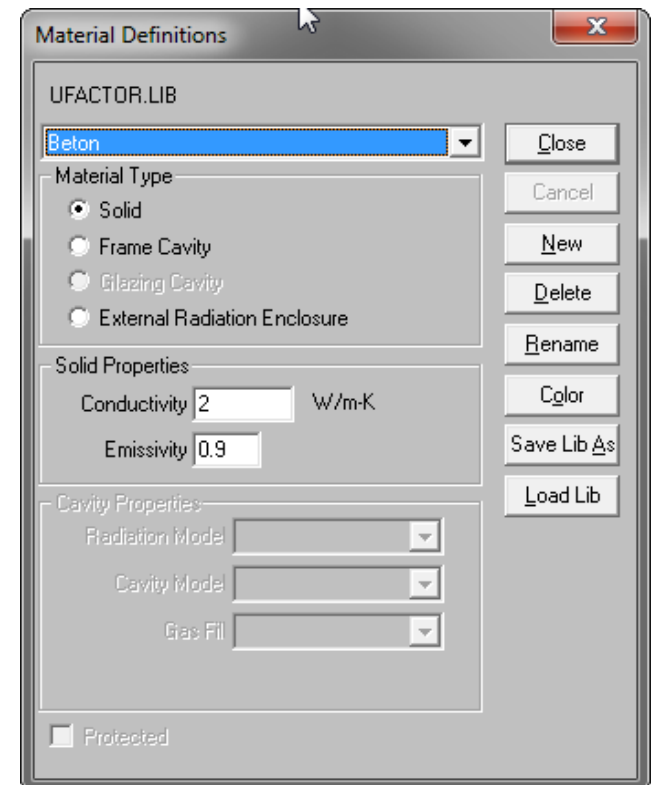 Material Definitions
UFACTOR.LIB
Beton
Close
Material Type
Cancel
Solid
Frame Cavity
New
Glazing Cavity
Delete
External Radiation Enclosure
Rename
Solid Properties
Conductivity 2 W/m-K
Color
Emissivity 0.9
Save Lib As
Cavity Properties
Load Lib
Radiation Model
Cavity Model
Gas Fill
Protected